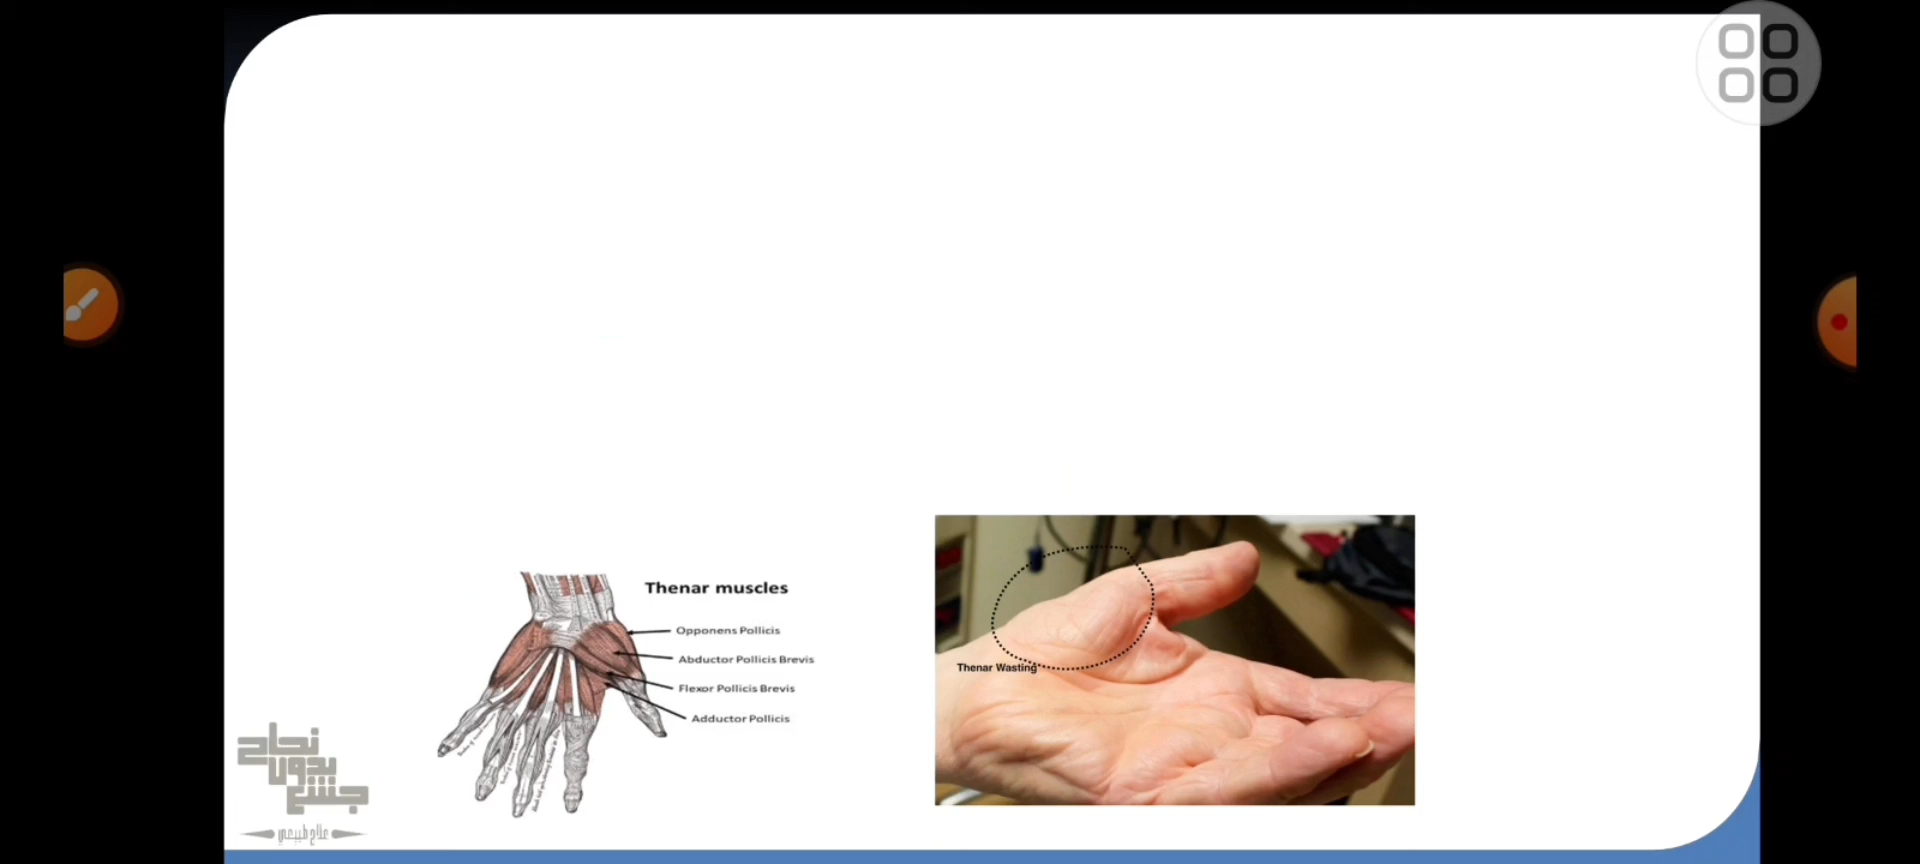 Thenar muscles
Opponens Pollicis
Abductor Pollicis Brevis
Flexor Pollicis Brevis
Adductor Pollicis
Thenar Wasting
نجاح
بدون
جشع
علاج طبيعي